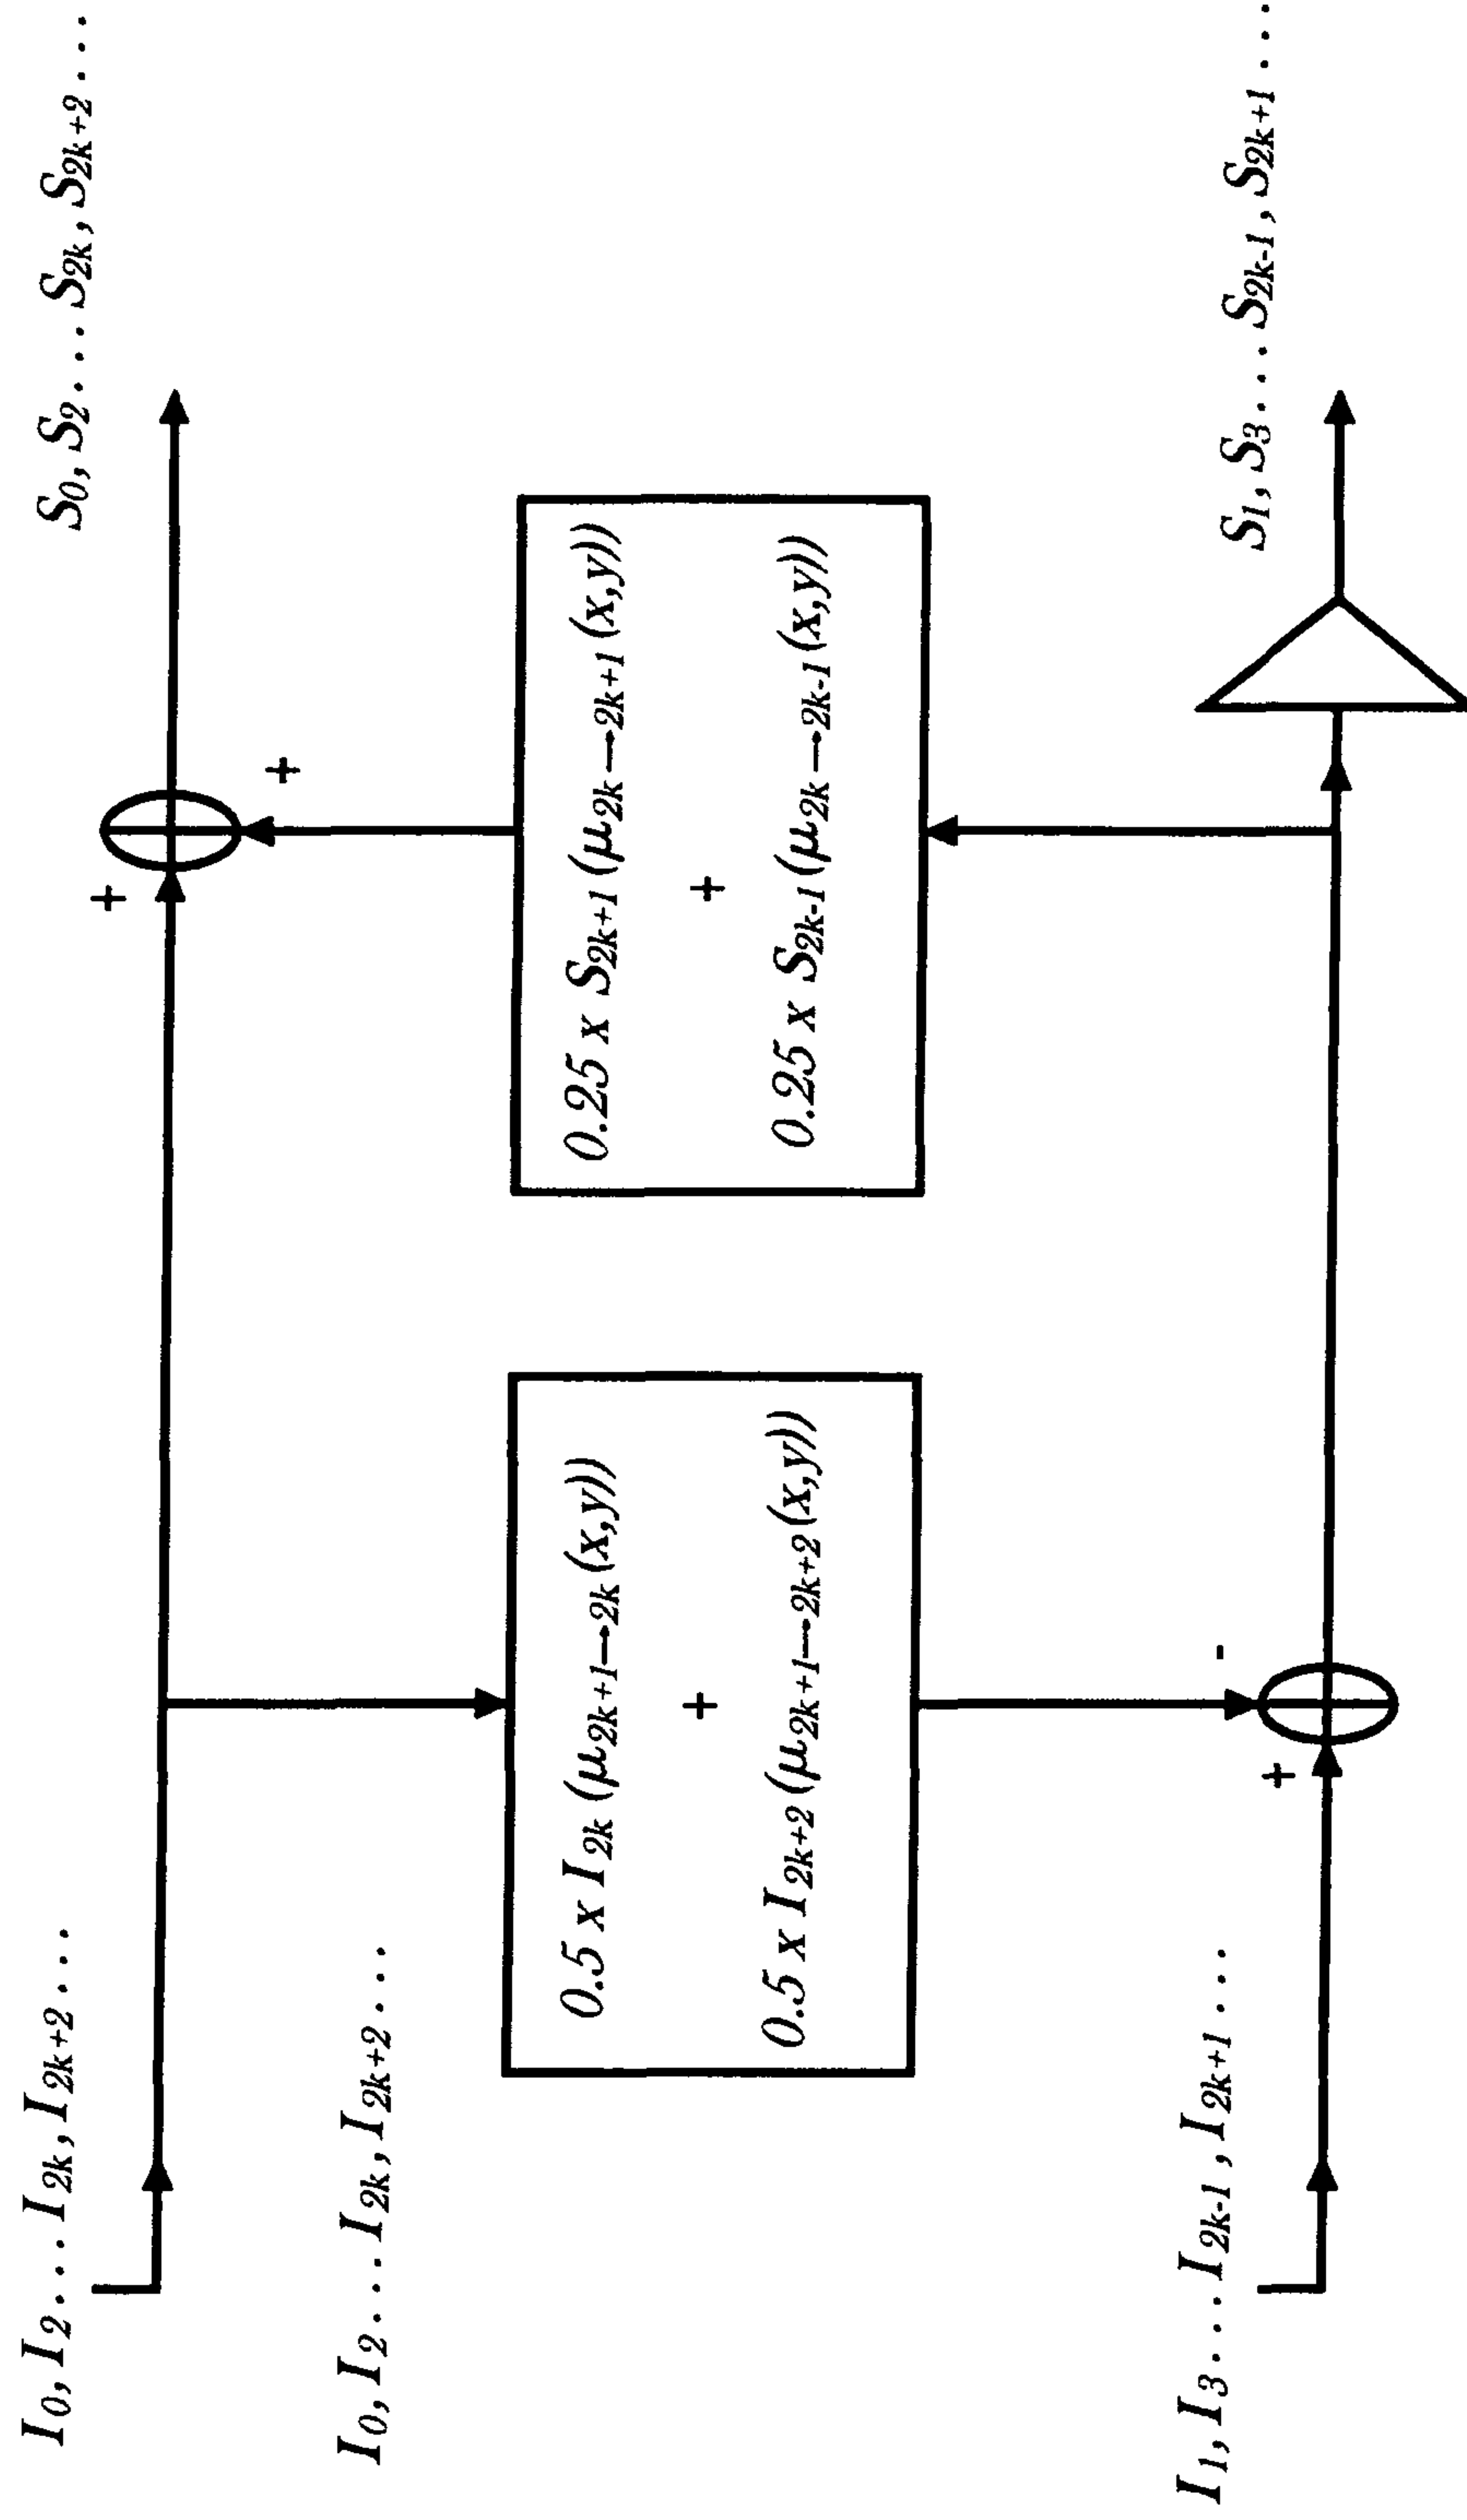 I0, I2 . . . I2k, I2k+2 . . .
S0, S2 . . . S2k, S2k+2 . . .
+
+
I0, I2 . . . I2k, I2k+2 . . .
0.5 x I2k (μ2k+1→2k (x,y))
+
0.5 x I2k+2 (μ2k+1→2k+2 (x,y))
0.25 x S2k+1 (μ2k→2k+1 (x,y))
+
0.25 x S2k-1 (μ2k→2k-1 (x,y))
I1, I3 . . . I2k-1, I2k+1 . . .
+
-
S1, S3 . . . S2k-1, S2k+1 . . .